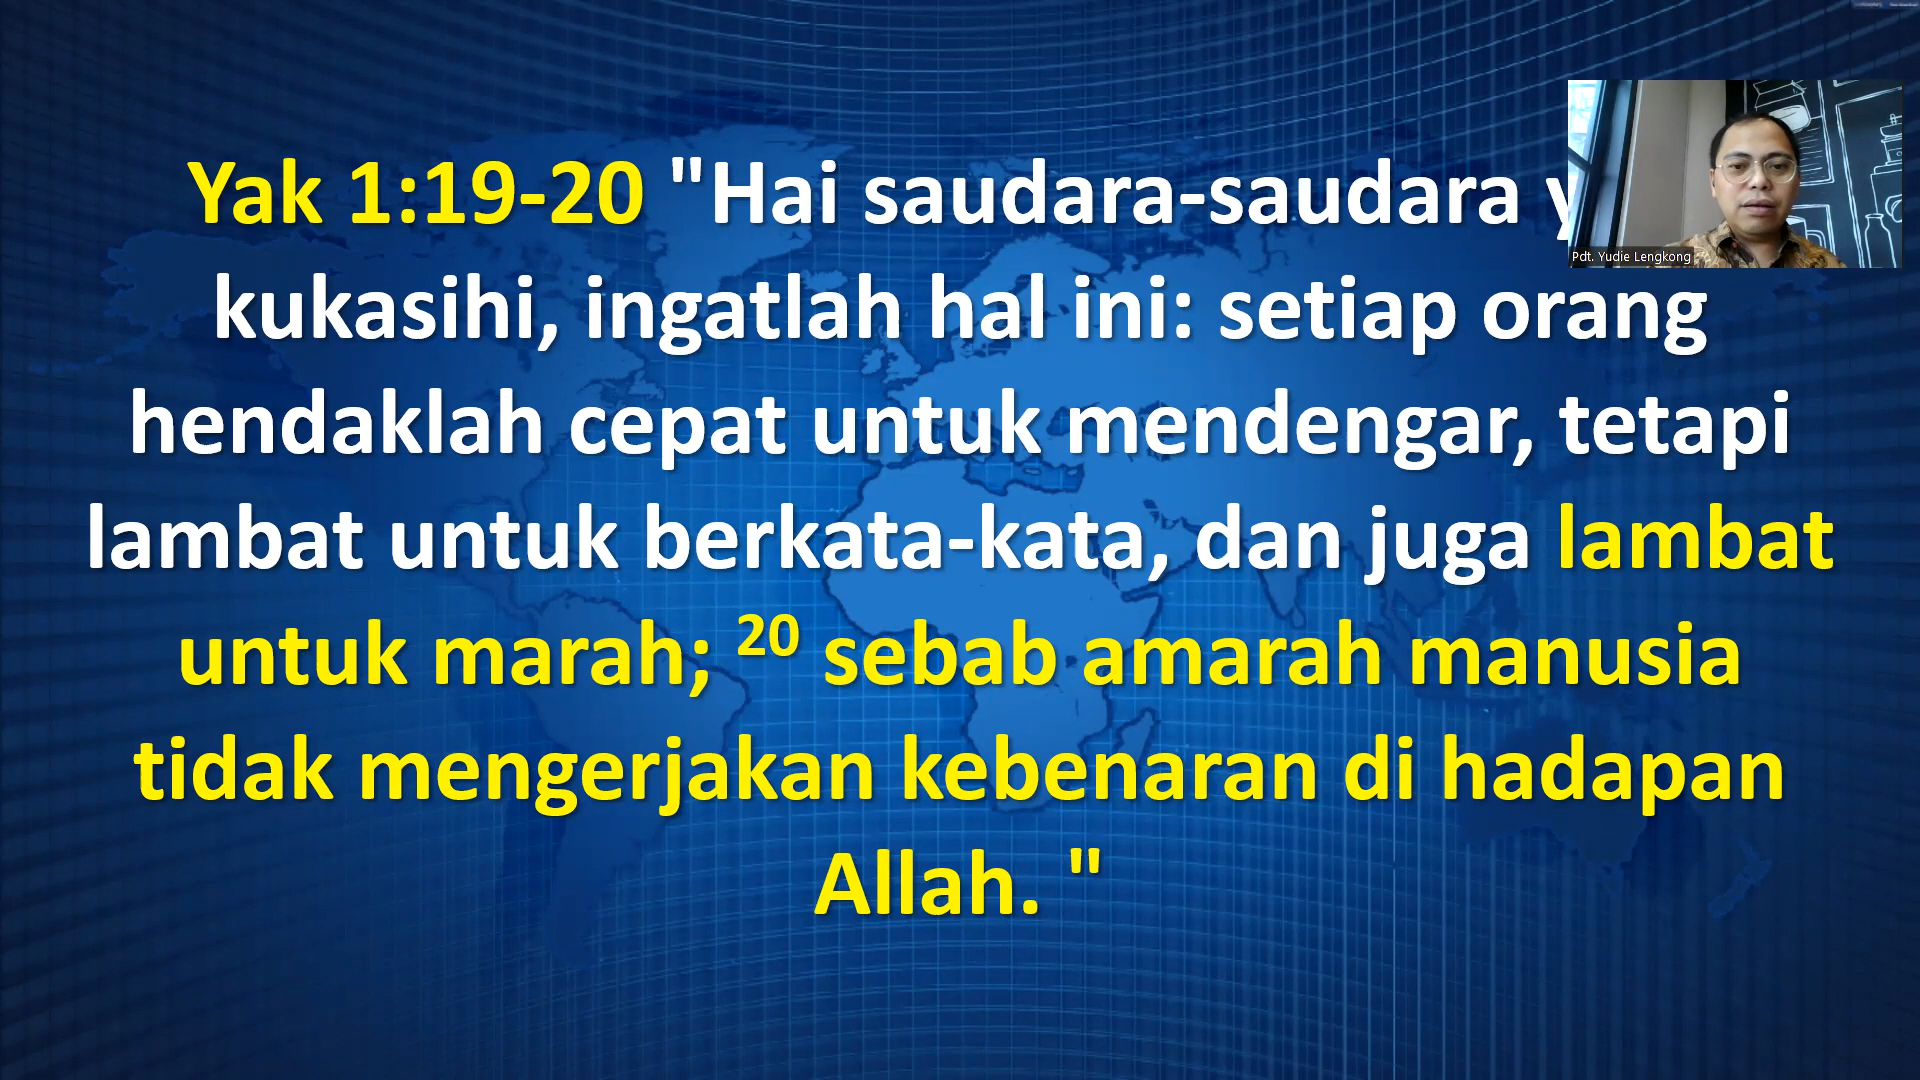 Yak 1:19-20 "Hai saudara-saudara
kukasihi, ingatlah hal ini: setiap orang
hendaklah cepat untuk mendengar, tetapi
lambat untuk berkata-kata, dan juga lambat
untuk marah; 20 sebab amarah manusia
tidak mengerjakan kebenaran di hadapan
Allah. "
Pdt. Yudie Lengkong